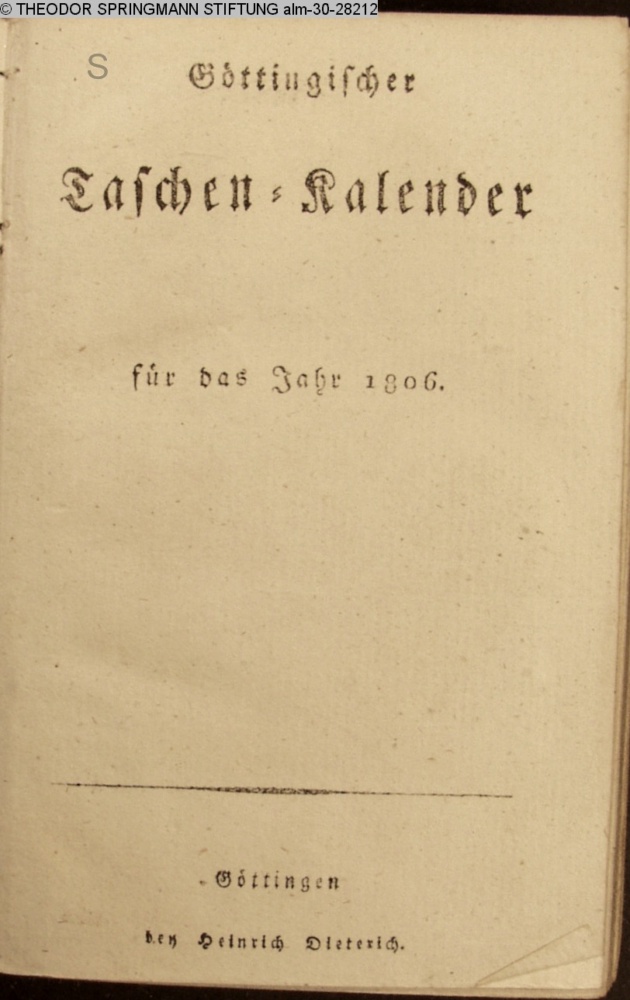 © THEODOR SPRINGMANN STIFTUNG alm-30-28212
S
Göttingiſcher
Taſchen-Kalender
für das Jahr 1806.
Göttingen
bey Heinrich Dieterich.